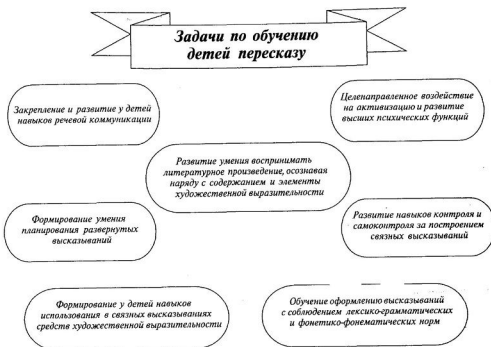 Задачи по обучению
детей пересказу
Закрепление и развитие у детей
навыков речевой коммуникации
Целенаправленное воздействие
на активизацию и развитие
высших психических функций
Развитие умения воспринимать
литературное произведение, осознавая
наряду с содержанием и элементы
художественной выразительности
Формирование умения
планирования развернутых
высказываний
Развитие навыков контроля и
самоконтроля за построением
связных высказываний
Формирование у детей навыков
использования в связных высказываниях
средств художественной выразительности
Обучение оформлению высказываний
с соблюдением лексико-грамматических
и фонетико-фонематических норм